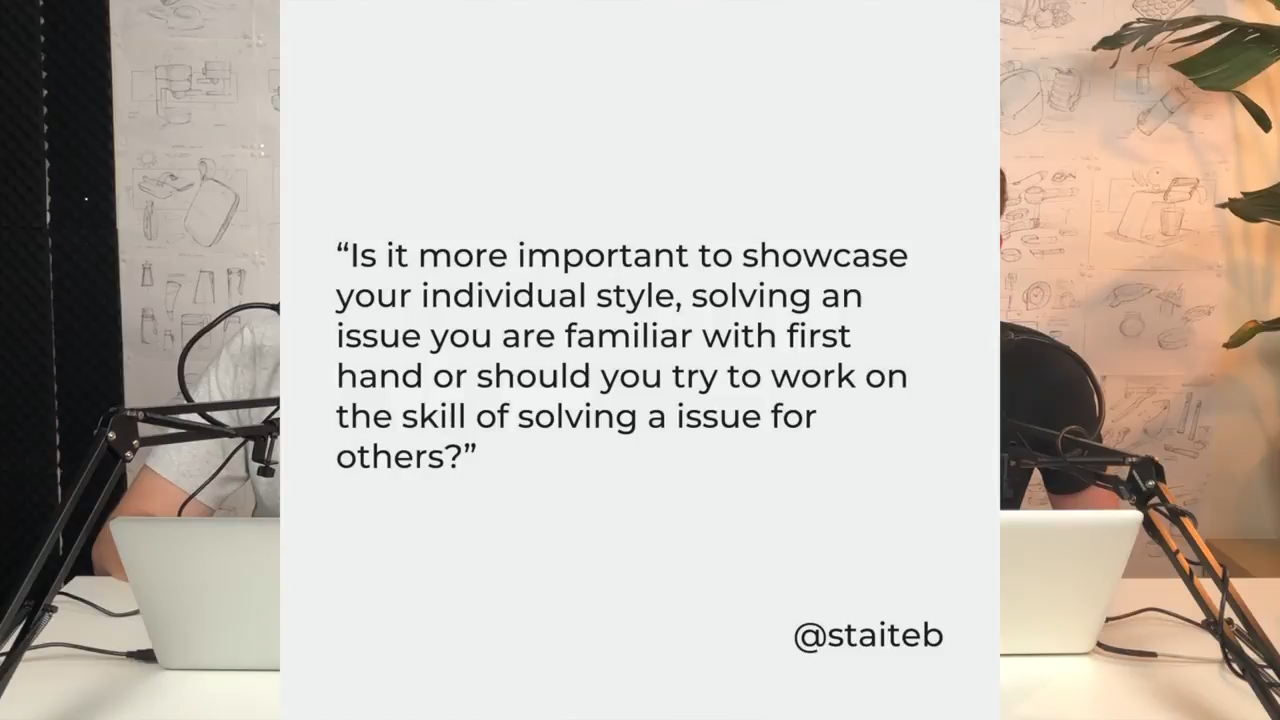 “Is it more important to showcase
your individual style, solving an
issue you are familiar with first
hand or should you try to work on
the skill of solving a issue for
others?”
@staiteb